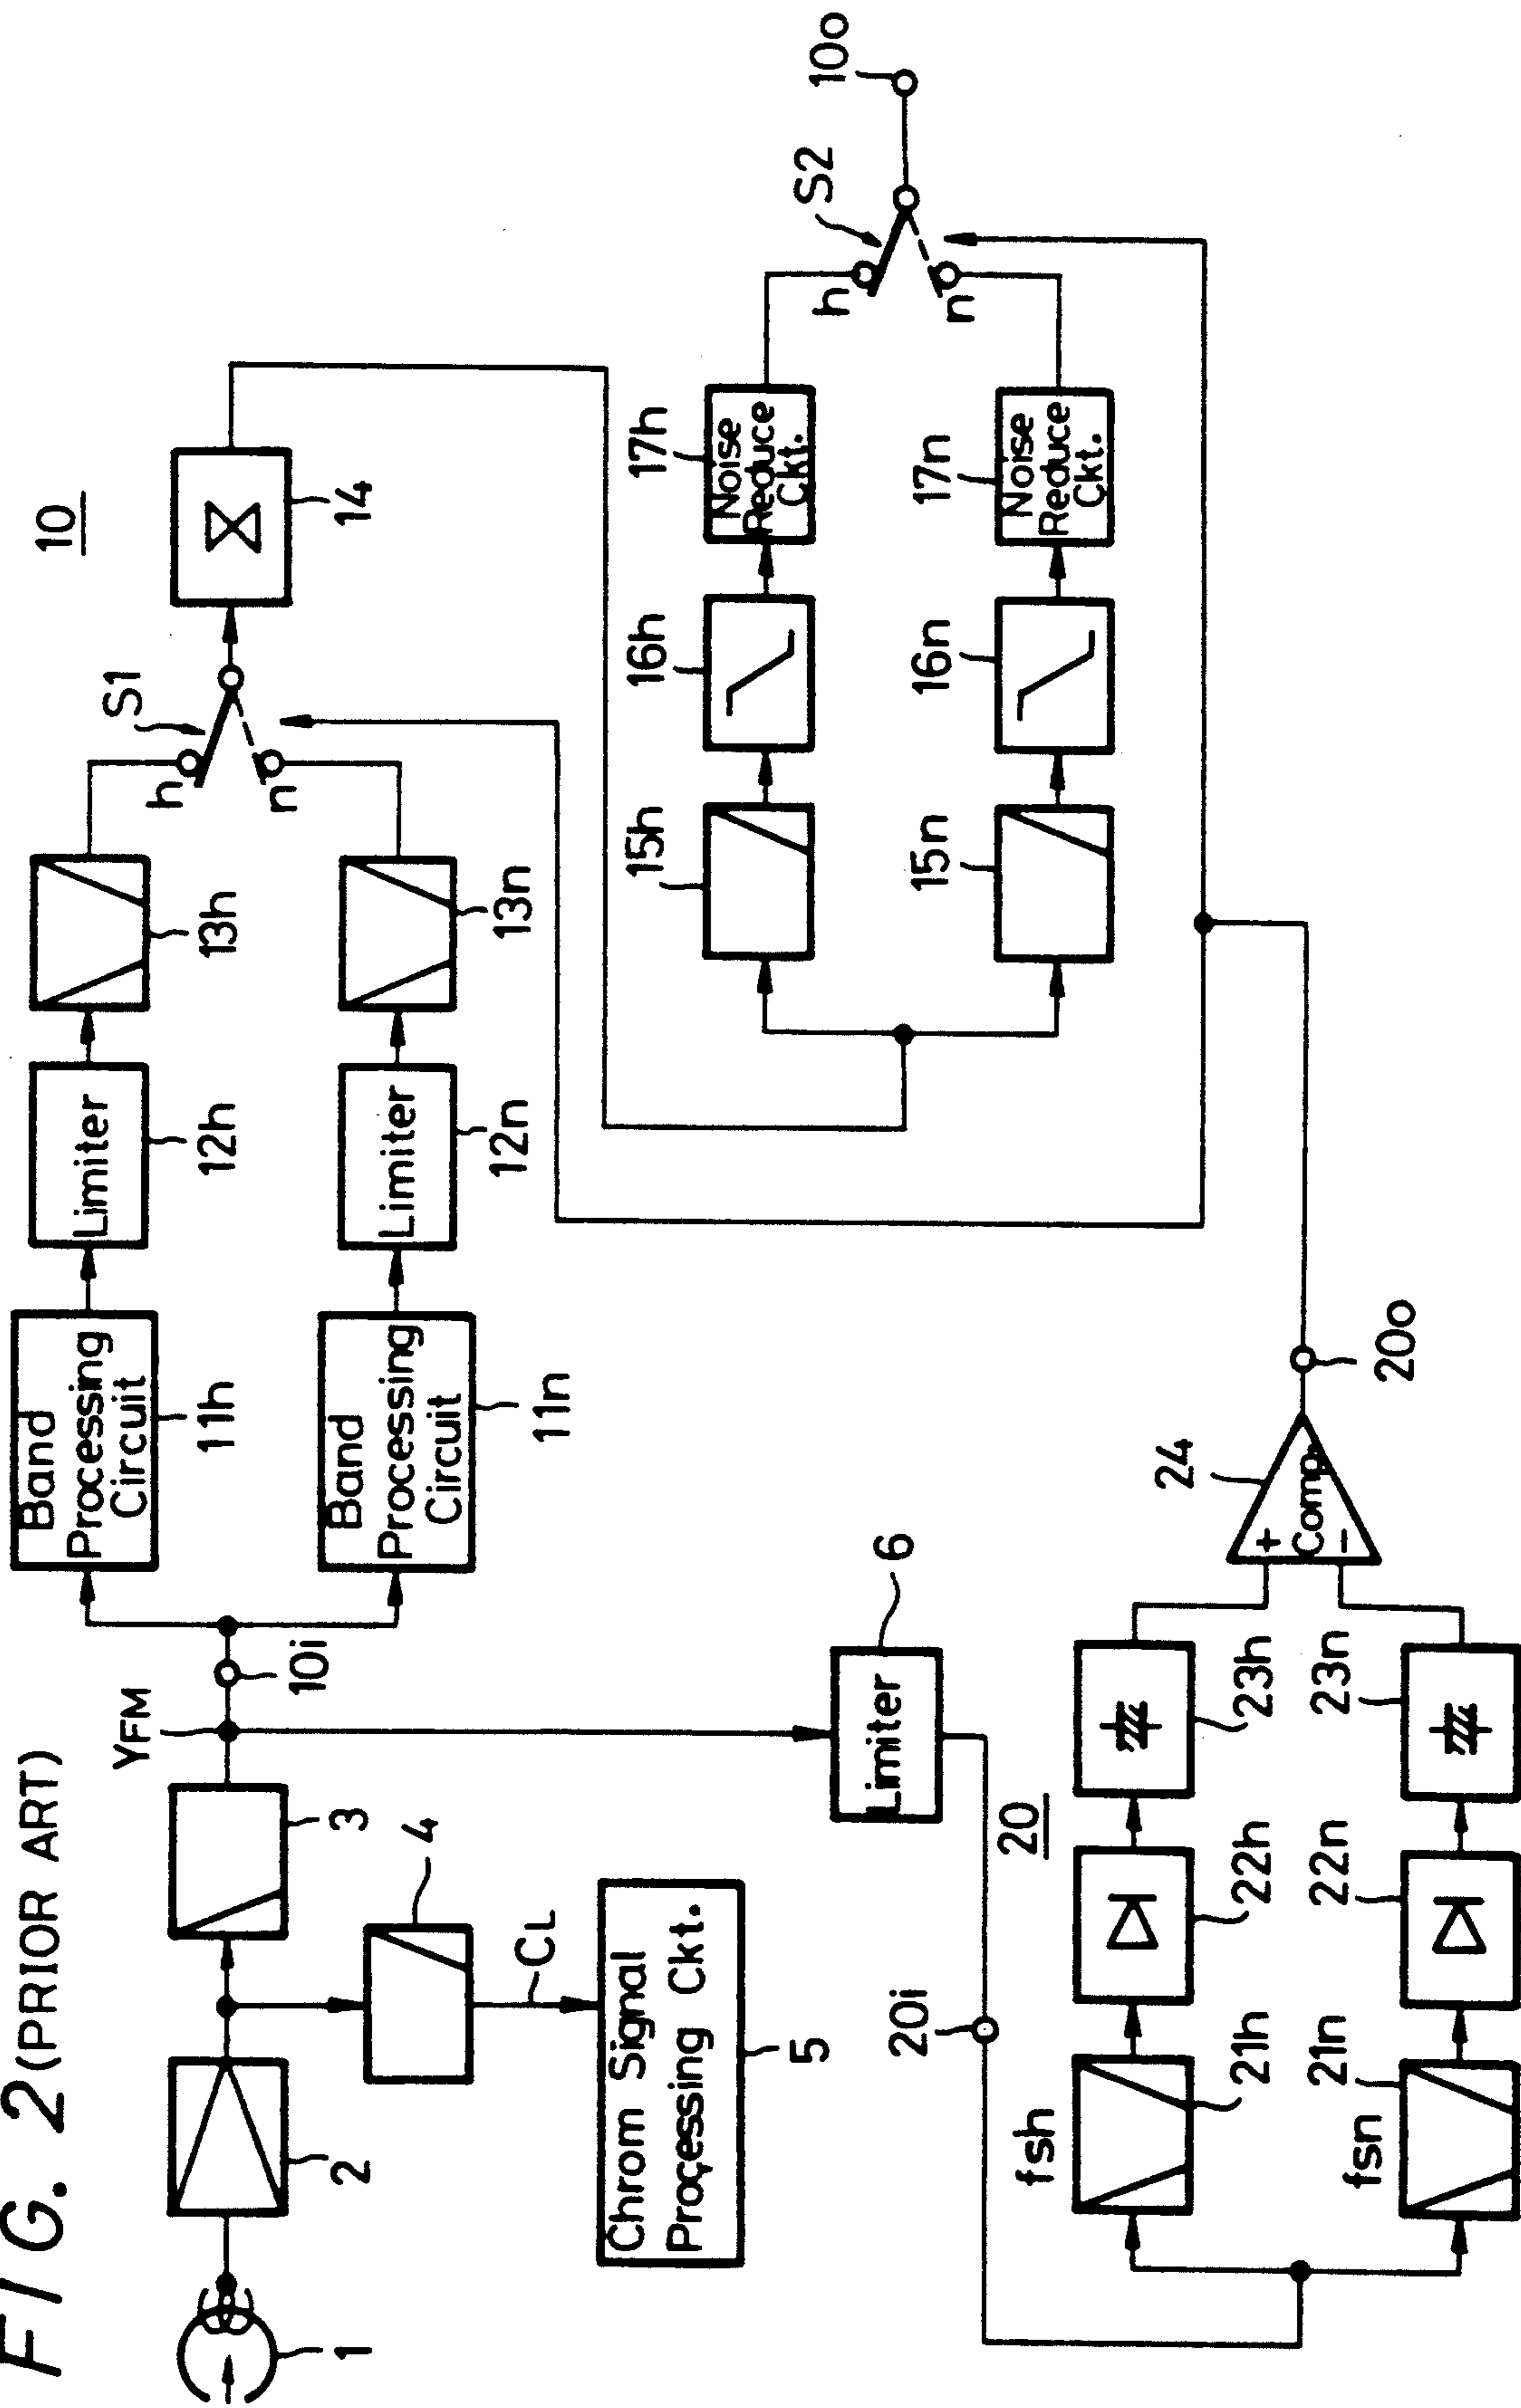 FIG. 2 (PRIOR ART)
10
YFM
10i
1
2
3
4
CL
Chrom Signal
Processing Ckt.
5
Band
Processing
Circuit
11h
Limiter
12h
13h
h
S1
n
14
Band
Processing
Circuit
11n
Limiter
12n
13n
15h
16h
17h
Noise
Reduce
Ckt.
h
S2
n
10o
15n
16n
17n
Noise
Reduce
Ckt.
Limiter
6
20i
20
fsh
21h
22h
23h
fsn
21n
22n
23n
+
Comp.
−
24
20o